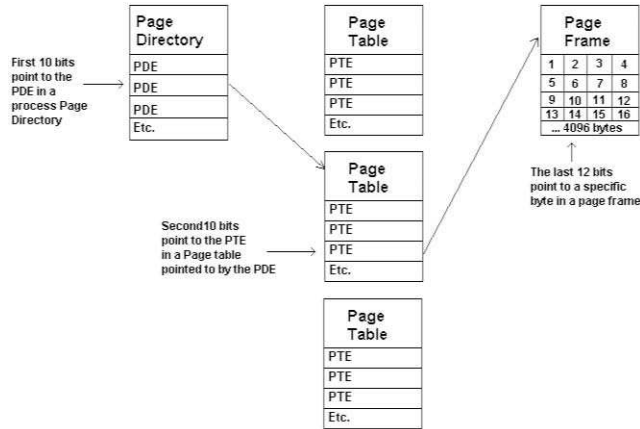 First 10 bits
point to the
PDE in a
process Page
Directory
Page
Directory
PDE
PDE
PDE
Etc.
Page
Table
PTE
PTE
PTE
Etc.
Page
Frame
1 2 3 4
5 6 7 8
9 10 11 12
13 14 15 16
... 4096 bytes
The last 12 bits
point to a specific
byte in a page frame
Second10 bits
point to the PTE
in a Page table
pointed to by the PDE
Page
Table
PTE
PTE
PTE
Etc.
Page
Table
PTE
PTE
PTE
Etc.